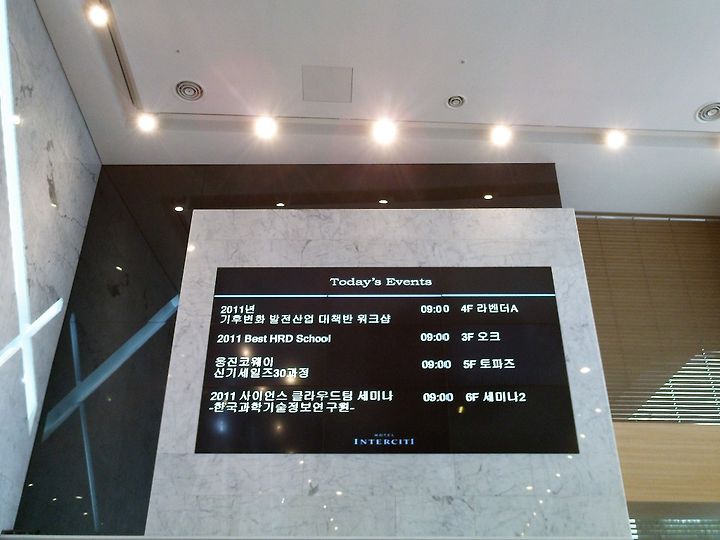 Today's Events
2011년
기후변화 발전산업 대책반 워크샵 09:00 4F 라벤더A
2011 Best HRD School 09:00 3F 오크
웅진코웨이
신기세일즈30과정 09:00 5F 토파즈
2011 사이언스 클라우드팀 세미나 09:00 6F 세미나2
-한국과학기술정보연구원-
HOTEL
INTERCITI